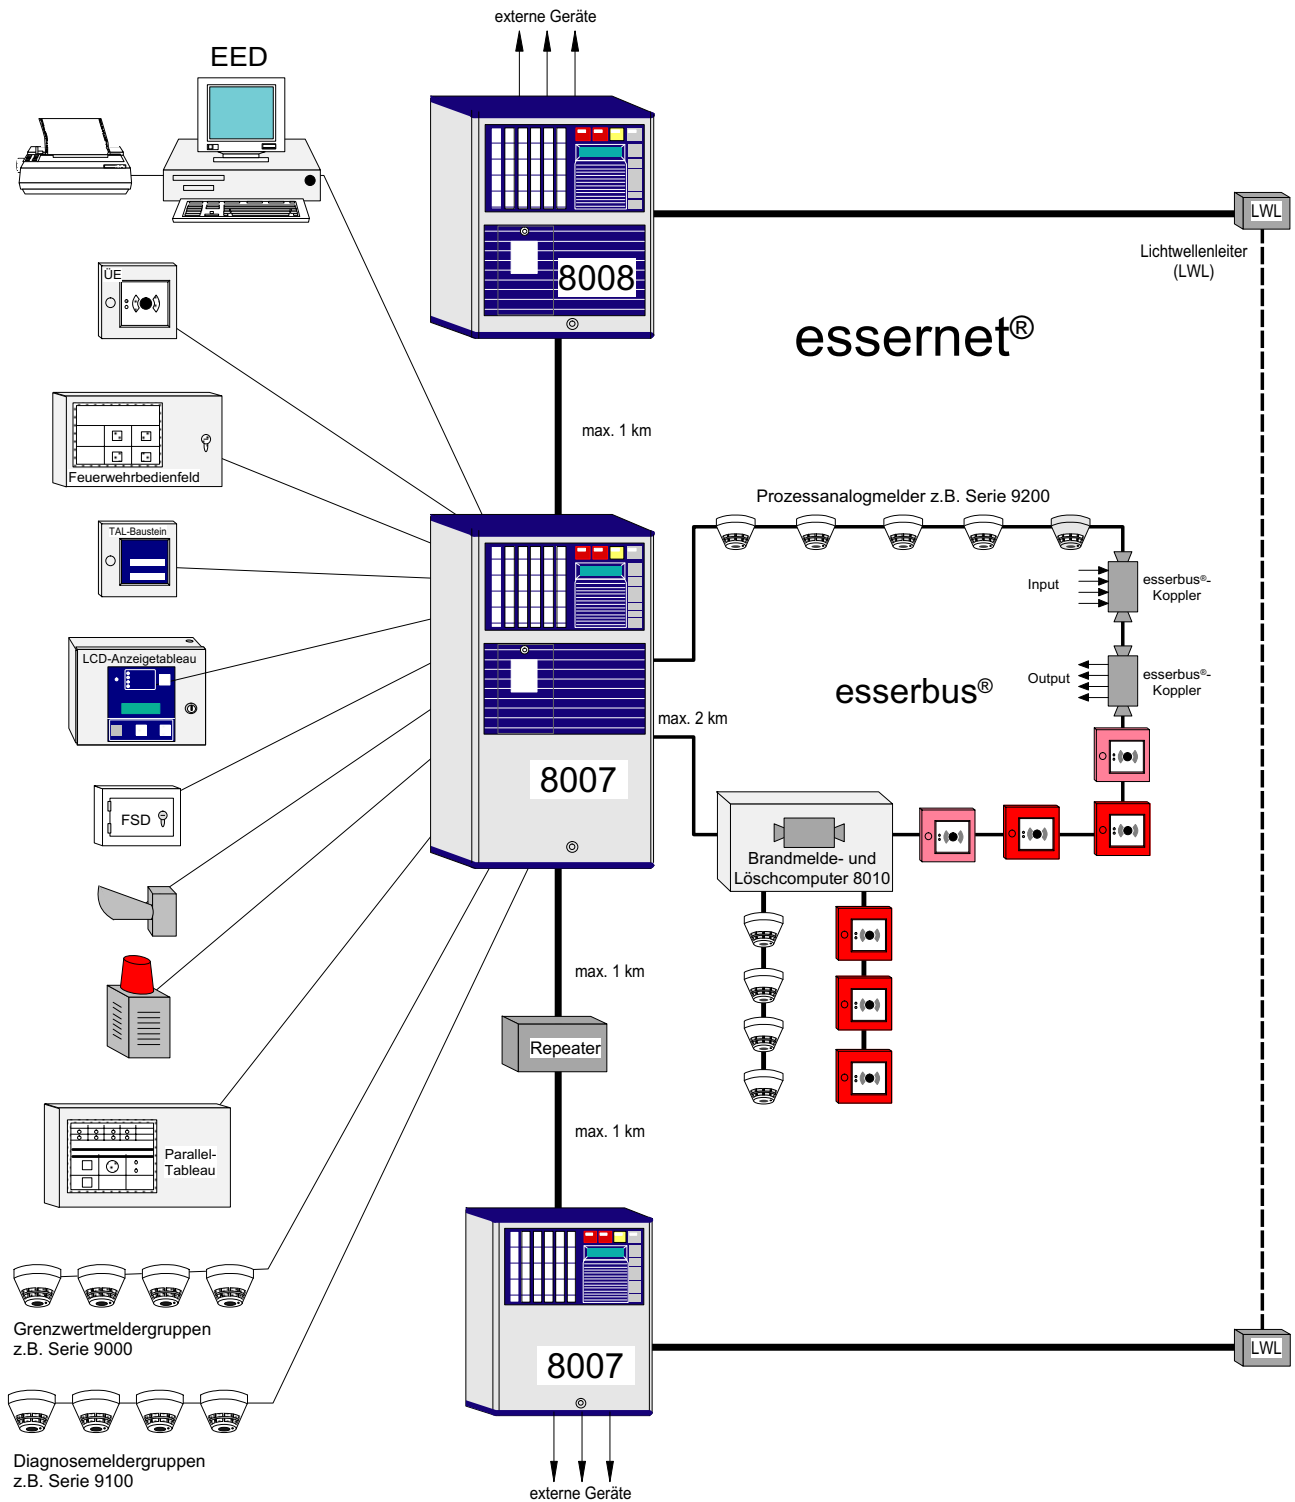 externe Geräte
EED
LWL
Lichtwellenleiter
(LWL)
ÜE
8008
essernet®
max. 1 km
Feuerwehrbedienfeld
Prozessanalogmelder z.B. Serie 9200
TAL-Baustein
Input
esserbus®-
Koppler
LCD-Anzeigetableau
esserbus®
Output
esserbus®-
Koppler
max. 2 km
8007
FSD
Brandmelde- und
Löschcomputer 8010
max. 1 km
Repeater
max. 1 km
Parallel-
Tableau
Grenzwertmeldergruppen
z.B. Serie 9000
LWL
8007
Diagnosemeldergruppen
z.B. Serie 9100
externe Geräte